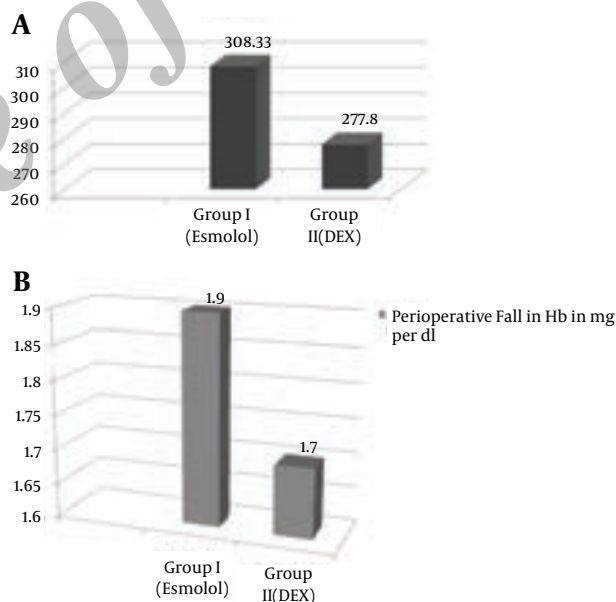 A
308.33
277.8
310
300
290
280
270
260
Group I
(Esmolol)
Group
II(DEX)
B
1.9
1.7
1.9
1.85
1.8
1.75
1.7
1.65
1.6
Perioperative Fall in Hb in mg
per dl
Group I
(Esmolol)
Group
II(DEX)